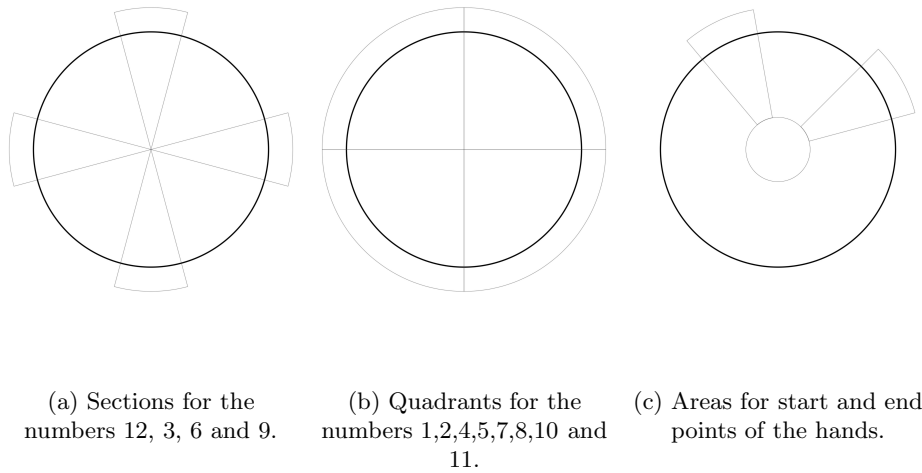 (a) Sections for the
numbers 12, 3, 6 and 9.
(b) Quadrants for the
numbers 1,2,4,5,7,8,10 and
11.
(c) Areas for start and end
points of the hands.